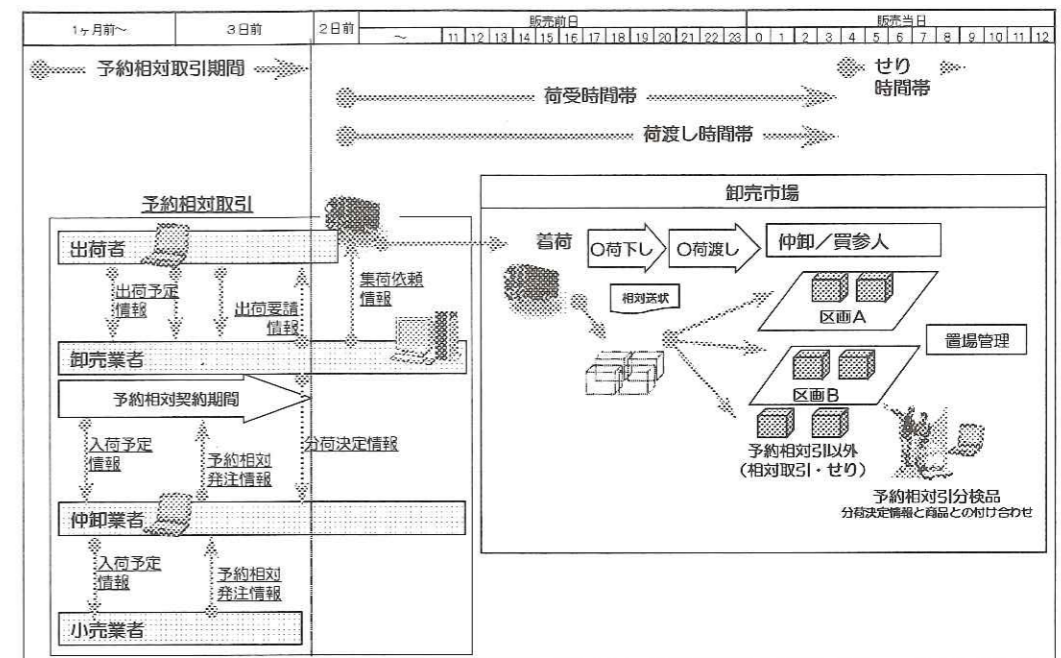 1ヶ月前～
3日前
2日前
販売前日
販売当日
～ 11 12 13 14 15 16 17 18 19 20 21 22 23 0 1 2 3 4 5 6 7 8 9 10 11 12
予約相対取引期間
せり
時間帯
荷受時間帯
荷渡し時間帯
予約相対取引
出荷者
出荷予定
情報
出荷要請
情報
集荷依頼
情報
卸売業者
予約相対契約期間
入荷予定
情報
予約相対
発注情報
分荷決定情報
仲卸業者
入荷予定
情報
予約相対
発注情報
小売業者
卸売市場
着荷
〇荷下し
〇荷渡し
仲卸／買参人
相対送状
区画A
置場管理
区画B
予約相対引以外
（相対取引・せり）
予約相対引分検品
分荷決定情報と商品との付け合わせ